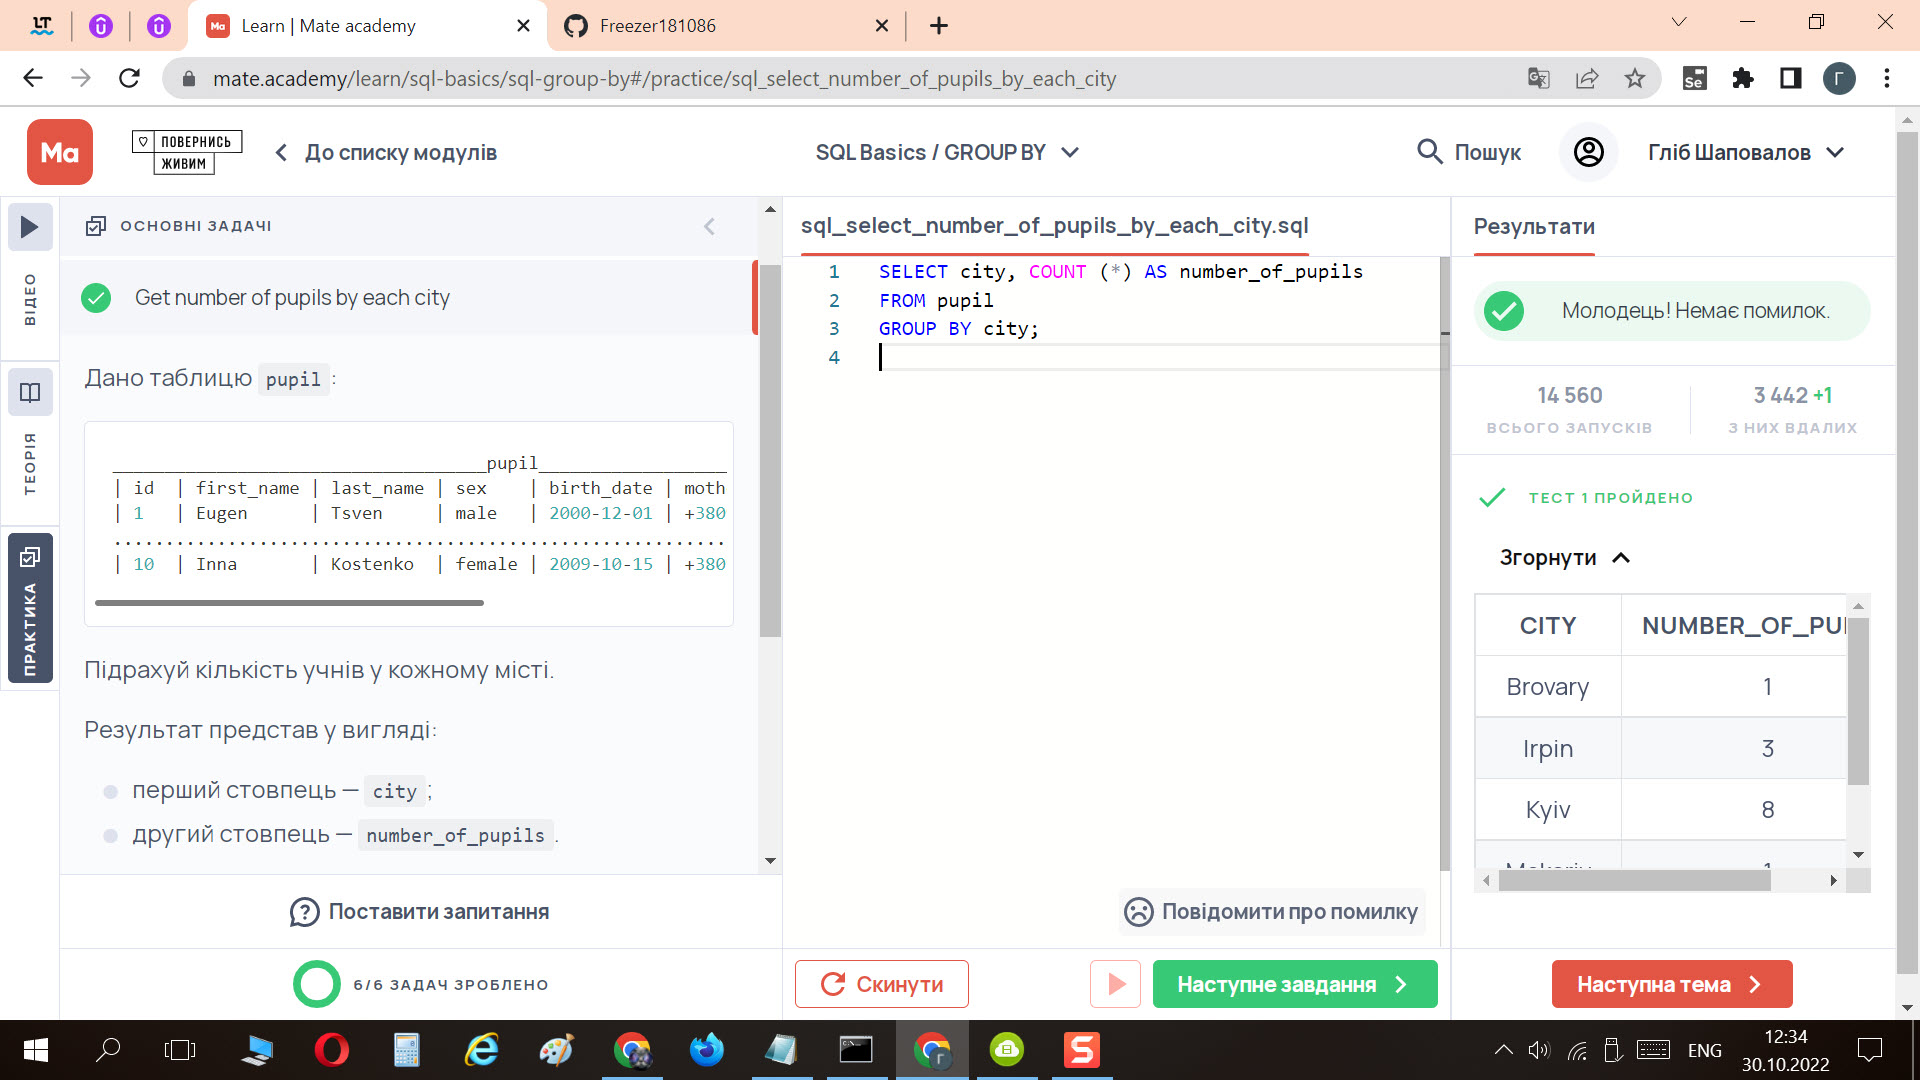 Learn | Mate academy
Freezer181086
mate.academy/learn/sql-basics/sql-group-by#/practice/sql_select_number_of_pupils_by_each_city
Se
Г
Ma
ПОВЕРНИСЬ
ЖИВИМ
До списку модулів
SQL Basics / GROUP BY
Пошук
Гліб Шаповалов
ВІДЕО
ТЕОРІЯ
ПРАКТИКА
ОСНОВНІ ЗАДАЧІ
Get number of pupils by each city
Дано таблицю pupil :
____________________________________pupil__________________
| id | first_name | last_name | sex | birth_date | moth
| 1 | Eugen | Tsven | male | 2000-12-01 | +380
...........................................................
| 10 | Inna | Kostenko | female | 2009-10-15 | +380
Підрахуй кількість учнів у кожному місті.
Результат представ у вигляді:
перший стовпець — city ;
другий стовпець — number_of_pupils .
Поставити запитання
6/6 ЗАДАЧ ЗРОБЛЕНО
sql_select_number_of_pupils_by_each_city.sql
1 SELECT city, COUNT (*) AS number_of_pupils
2 FROM pupil
3 GROUP BY city;
4
Повідомити про помилку
Скинути
Наступне завдання
Результати
Молодець! Немає помилок.
14 560
ВСЬОГО ЗАПУСКІВ
3 442 +1
З НИХ ВДАЛИХ
ТЕСТ 1 ПРОЙДЕНО
Згорнути
CITY NUMBER_OF_PU
Brovary 1
Irpin 3
Kyiv 8
Наступна тема
ENG
12:34
30.10.2022